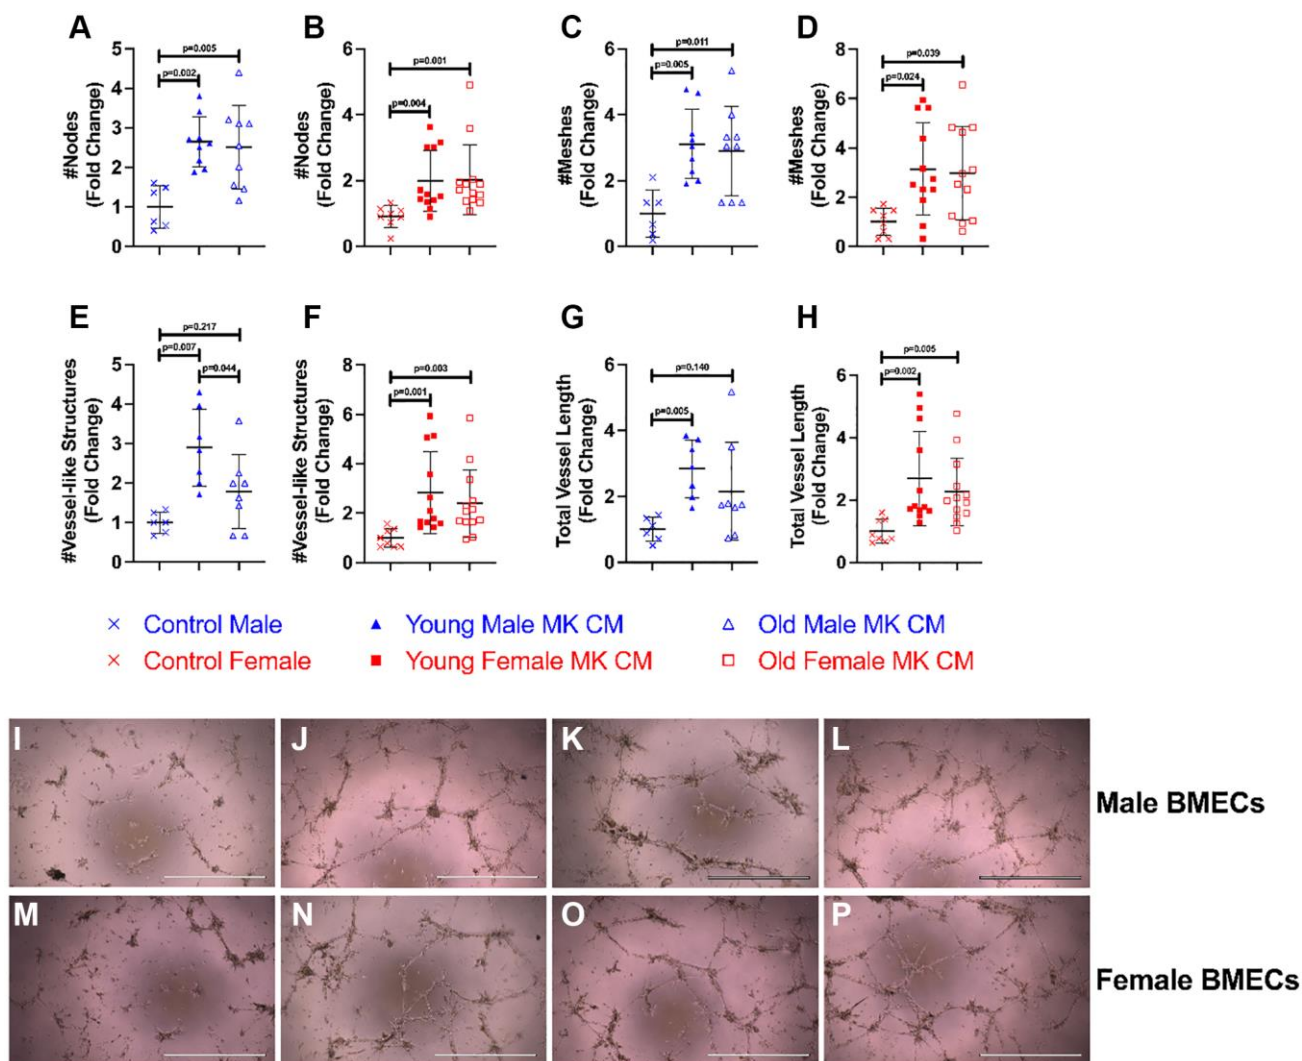 A
#Nodes
(Fold Change)
5
4
3
2
1
0
p=0.005
p=0.002
B
#Nodes
(Fold Change)
6
4
2
0
p=0.001
p=0.004
C
#Meshes
(Fold Change)
6
4
2
0
p=0.011
p=0.005
D
#Meshes
(Fold Change)
8
6
4
2
0
p=0.039
p=0.024
E
#Vessel-like Structures
(Fold Change)
5
4
3
2
1
0
p=0.217
p=0.007
p=0.044
F
#Vessel-like Structures
(Fold Change)
8
6
4
2
0
p=0.003
p=0.001
G
Total Vessel Length
(Fold Change)
6
4
2
0
p=0.140
p=0.005
H
Total Vessel Length
(Fold Change)
6
4
2
0
p=0.005
p=0.002
Control Male
Young Male MK CM
Old Male MK CM
Control Female
Young Female MK CM
Old Female MK CM
I
J
K
L
Male BMECs
M
N
O
P
Female BMECs